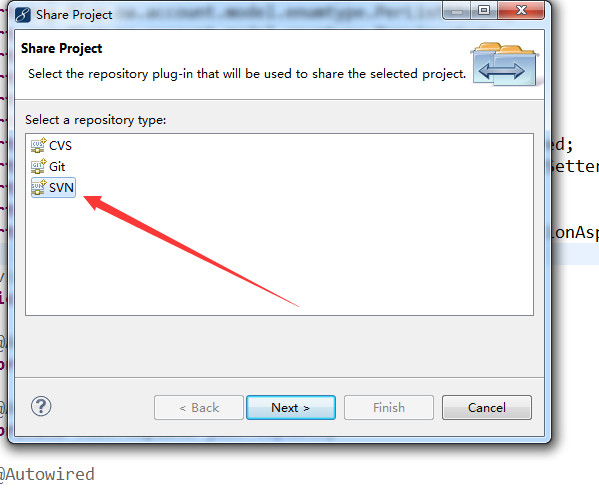 Share Project
Share Project
Select the repository plug-in that will be used to share the selected project.
Select a repository type:
CVS
Git
SVN
ed;
etter
ionAsp
< Back
Next >
Finish
Cancel
@Autowired